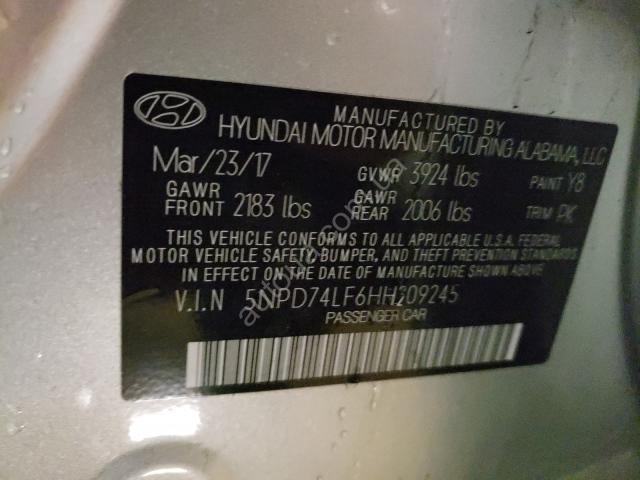 MANUFACTURED BY
HYUNDAI MOTOR MANUFACTURING ALABAMA, LLC
Mar/23/17 GVWR 3924 lbs PAINT Y8
GAWR FRONT 2183 lbs GAWR REAR 2006 lbs TRIM PK
THIS VEHICLE CONFORMS TO ALL APPLICABLE U.S.A. FEDERAL
MOTOR VEHICLE SAFETY, BUMPER, AND THEFT PREVENTION STANDARDS
IN EFFECT ON THE DATE OF MANUFACTURE SHOWN ABOVE.
V.I.N 5NPD74LF6HH209245
PASSENGER CAR